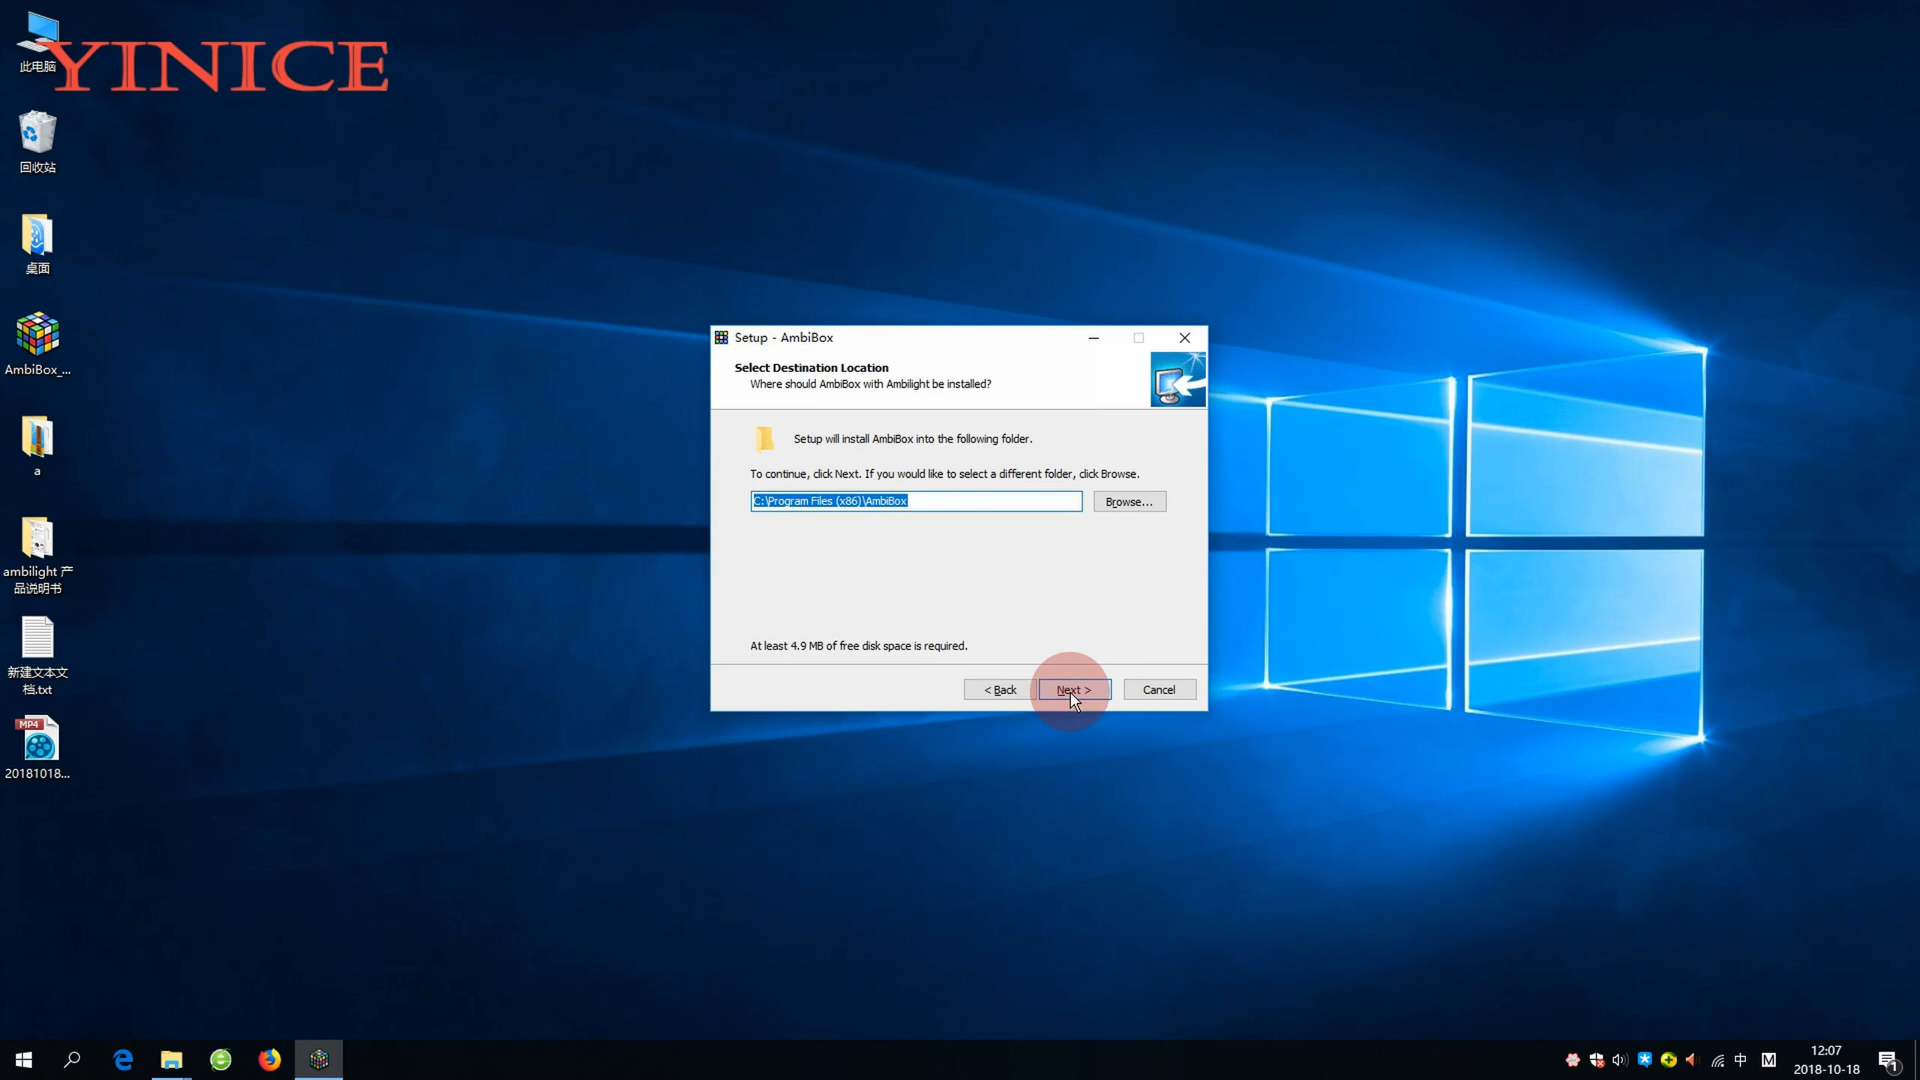 YINICE
此电脑
回收站
桌面
AmbiBox_...
a
ambilight 产
品说明书
新建文本文
档.txt
MP4
20181018...
Setup - AmbiBox
Select Destination Location
Where should AmbiBox with Ambilight be installed?
Setup will install AmbiBox into the following folder.
To continue, click Next. If you would like to select a different folder, click Browse.
C:\Program Files (x86)\AmbiBox
Browse...
At least 4.9 MB of free disk space is required.
< Back
Next >
Cancel
中
M
12:07
2018-10-18
1